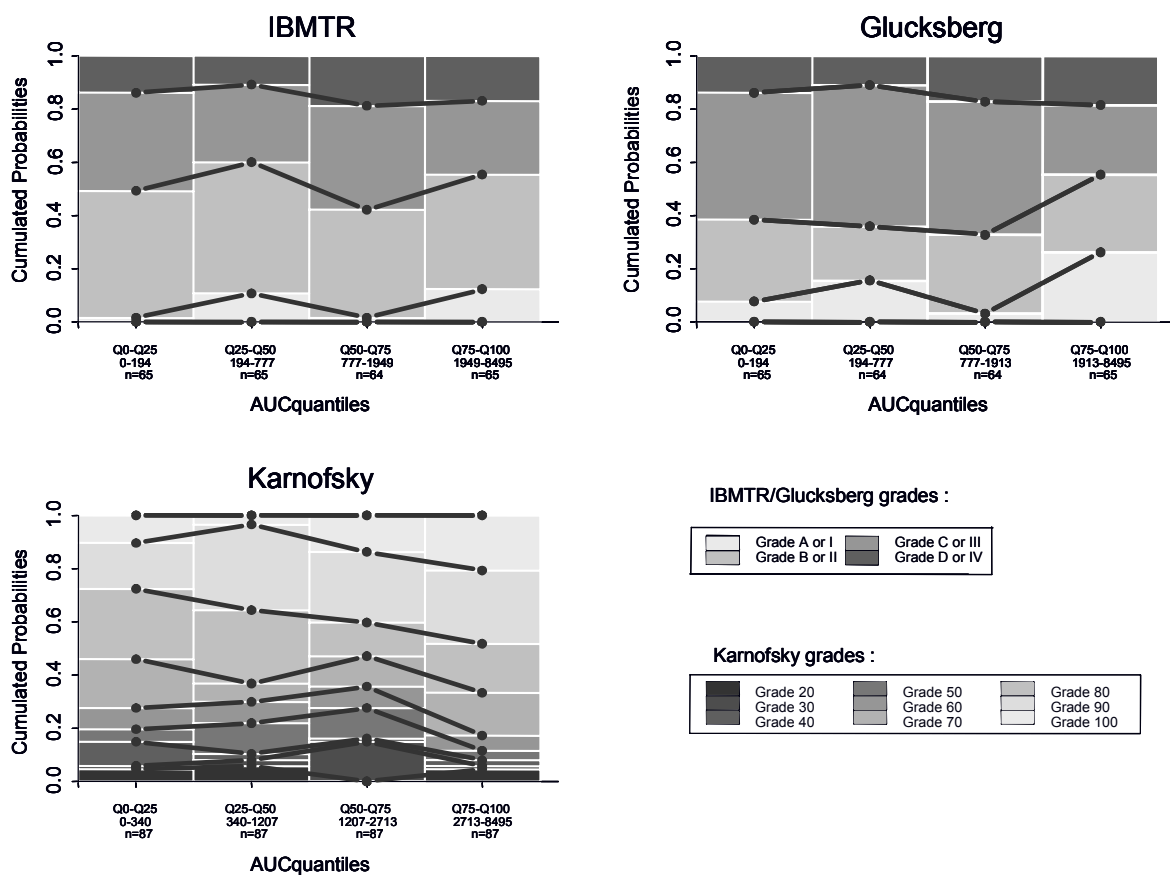 IBMTR
Cumulated Probabilities
1.0
0.8
0.6
0.4
0.2
0.0
Q0-Q25 Q25-Q50 Q50-Q75 Q75-Q100
0-194 194-777 777-1949 1949-8495
n=65 n=65 n=64 n=65
AUCquantiles
Glucksberg
Cumulated Probabilities
1.0
0.8
0.6
0.4
0.2
0.0
Q0-Q25 Q25-Q50 Q50-Q75 Q75-Q100
0-194 194-777 777-1913 1913-8495
n=65 n=64 n=64 n=65
AUCquantiles
Karnofsky
Cumulated Probabilities
1.0
0.8
0.6
0.4
0.2
0.0
Q0-Q25 Q25-Q50 Q50-Q75 Q75-Q100
0-340 340-1207 1207-2713 2713-8495
n=87 n=87 n=87 n=87
AUCquantiles
IBMTR/Glucksberg grades :
Grade A or I Grade C or III
Grade B or II Grade D or IV
Karnofsky grades :
Grade 20 Grade 50 Grade 80
Grade 30 Grade 60 Grade 90
Grade 40 Grade 70 Grade 100